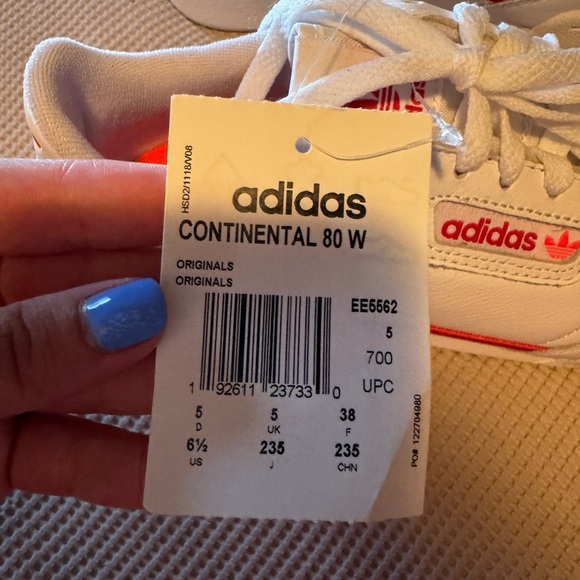 adidas
HSD2/1118/V08
adidas
CONTINENTAL 80 W
ORIGINALS
ORIGINALS
EE5562
5
700
UPC
1 92611 23733 0
5 5 38
D UK F
6½ 235 235
US J CHN
PO# 122704980
adidas